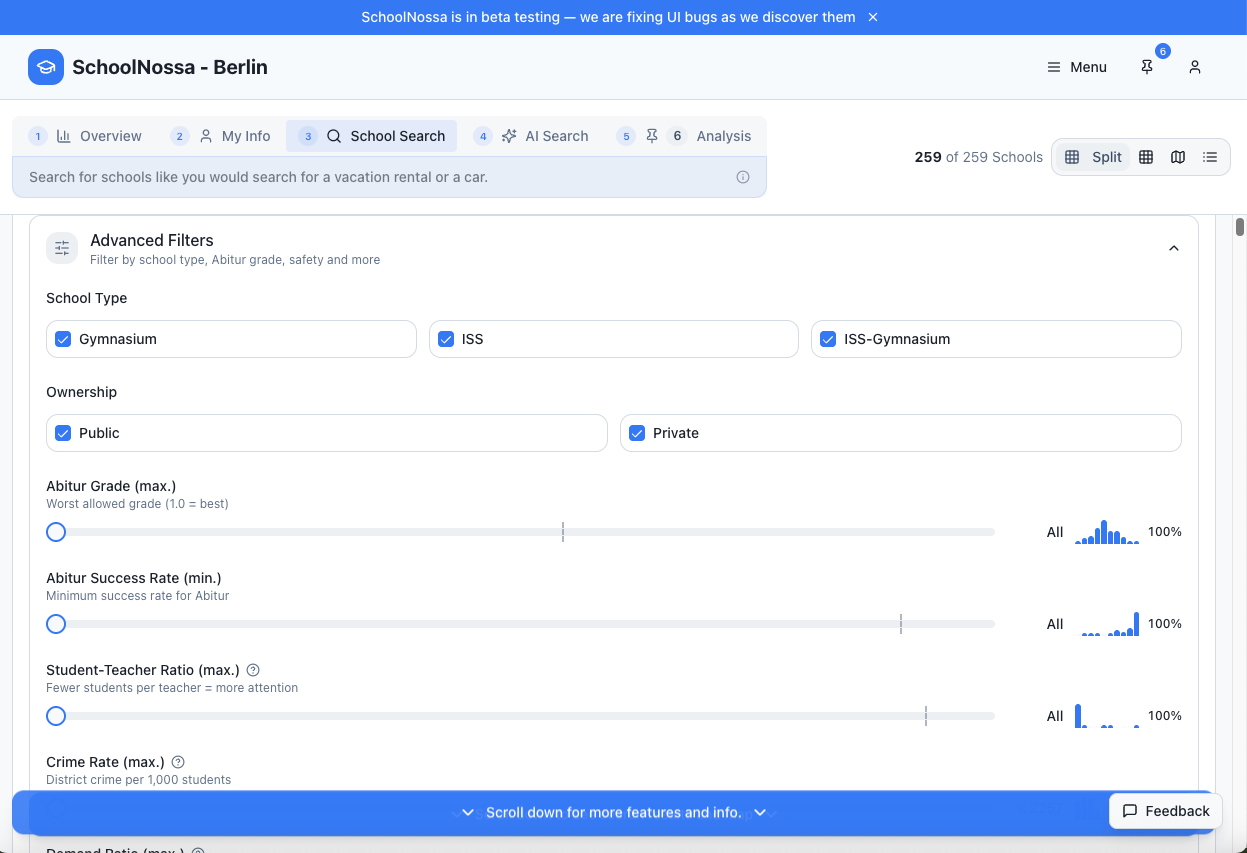 SchoolNossa is in beta testing — we are fixing UI bugs as we discover them
SchoolNossa - Berlin
Menu
6
1 Overview
2 My Info
3 School Search
4 AI Search
5 6 Analysis
Search for schools like you would search for a vacation rental or a car.
259 of 259 Schools
Split
Advanced Filters
Filter by school type, Abitur grade, safety and more
School Type
Gymnasium
ISS
ISS-Gymnasium
Ownership
Public
Private
Abitur Grade (max.)
Worst allowed grade (1.0 = best)
All 100%
Abitur Success Rate (min.)
Minimum success rate for Abitur
All 100%
Student-Teacher Ratio (max.)
Fewer students per teacher = more attention
All 100%
Crime Rate (max.)
District crime per 1,000 students
Scroll down for more features and info.
Feedback
Demand Ratio (max.)